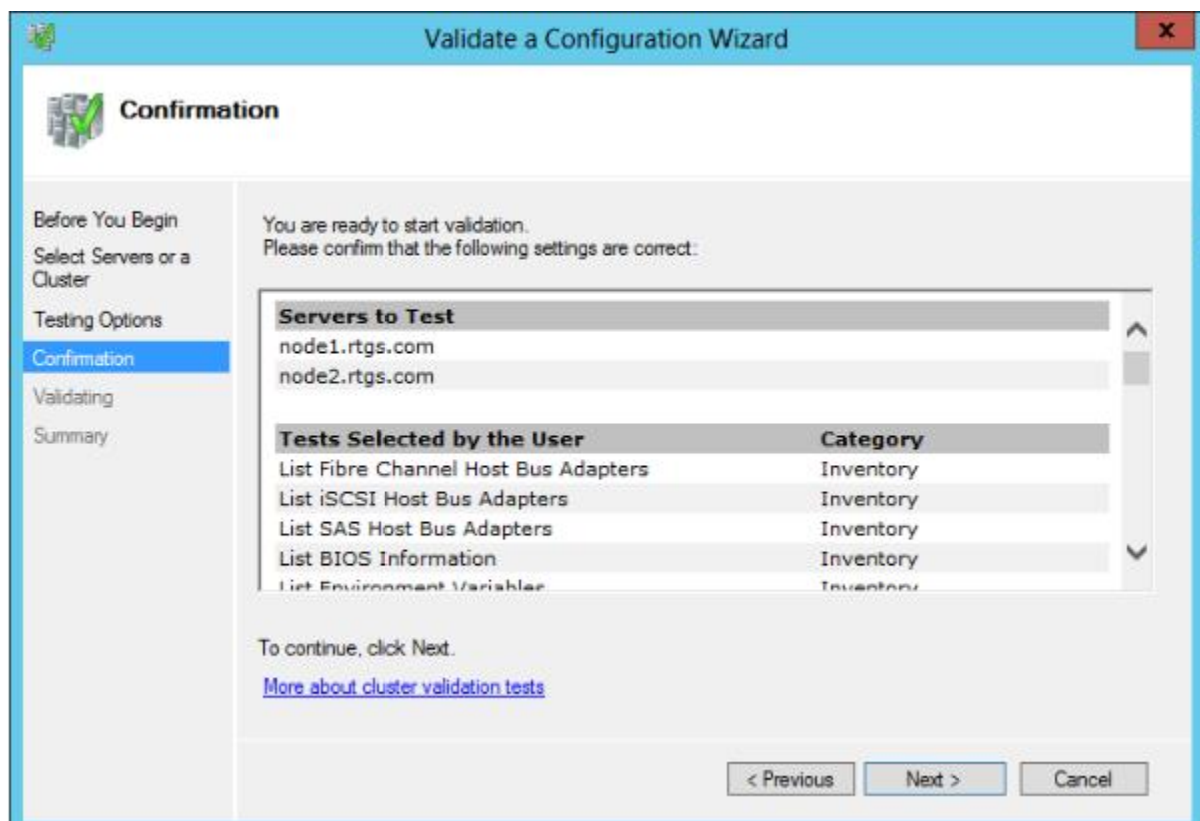 Validate a Configuration Wizard
x
Confirmation
Before You Begin
Select Servers or a
Cluster
Testing Options
Confirmation
Validating
Summary
You are ready to start validation.
Please confirm that the following settings are correct:
Servers to Test
node1.rtgs.com
node2.rtgs.com
Tests Selected by the User Category
List Fibre Channel Host Bus Adapters Inventory
List iSCSI Host Bus Adapters Inventory
List SAS Host Bus Adapters Inventory
List BIOS Information Inventory
List Environment Variables Inventory
To continue, click Next.
More about cluster validation tests
< Previous Next > Cancel